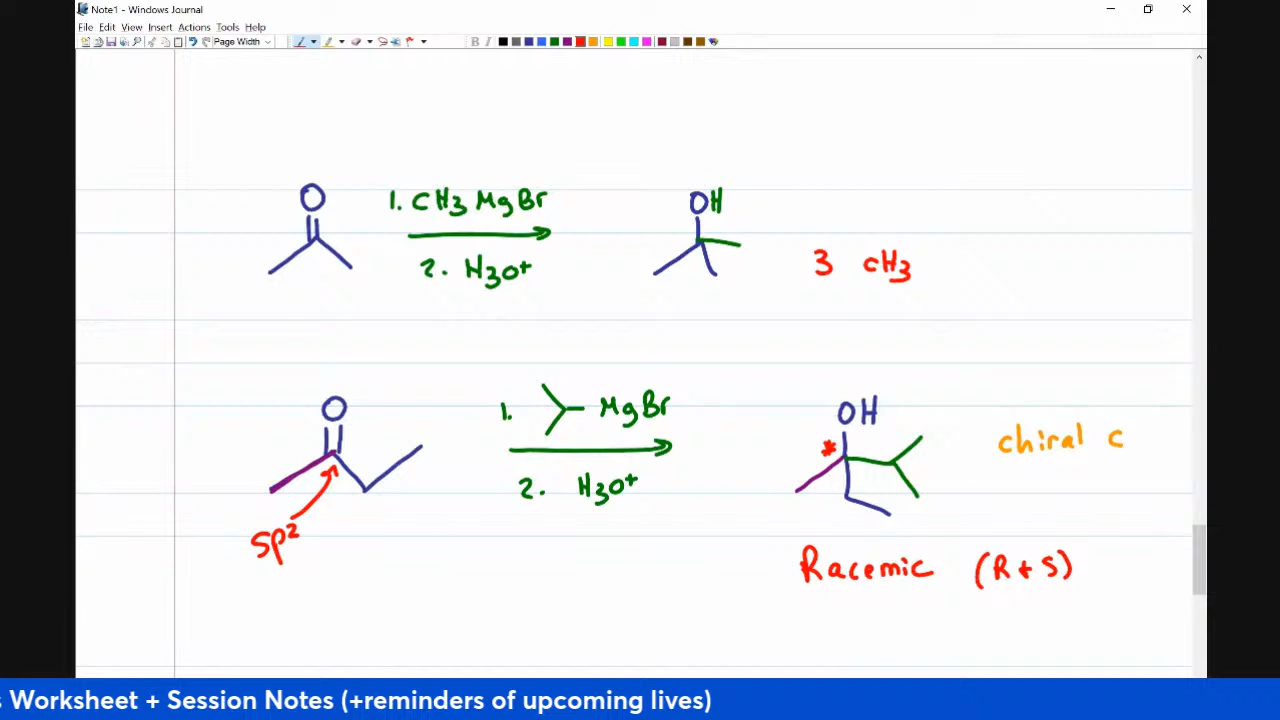 Note1 - Windows Journal
File Edit View Insert Actions Tools Help
Page Width B I
O
1. CH3 MgBr
2. H3O+
OH
3 CH3
O
sp²
1. MgBr
2. H3O+
OH
*
chiral c
Racemic (R+S)
s Worksheet + Session Notes (+reminders of upcoming lives)